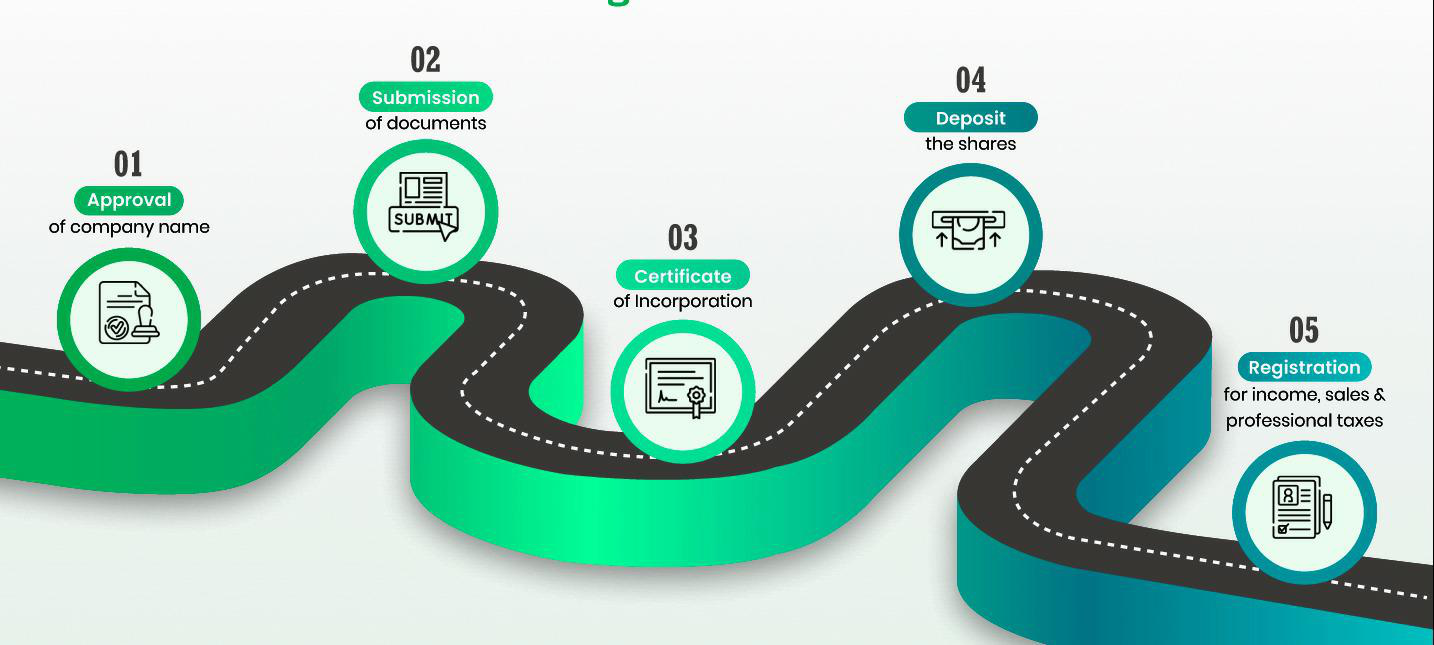 01
Approval
of company name
02
Submission
of documents
SUBMIT
03
Certificate
of Incorporation
04
Deposit
the shares
05
Registration
for income, sales &
professional taxes